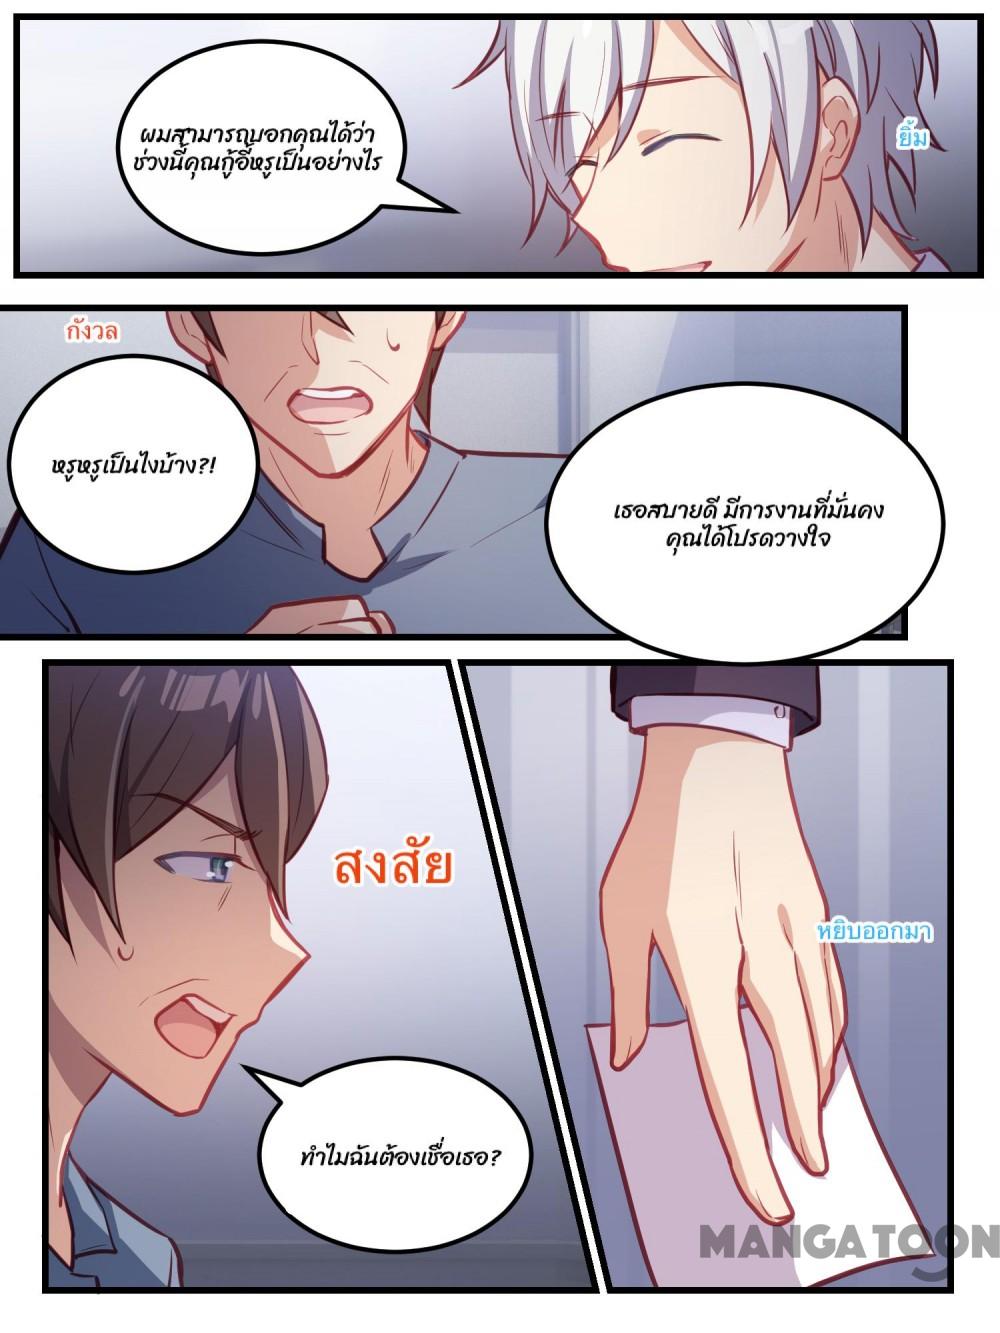 ผมสามารถบอกคุณได้ว่า
ช่วงนี้คุณกู้อี้หรูเป็นอย่างไร
ยิ้ม
กังวล
หรูหรูเป็นไงบ้าง?!
เธอสบายดี มีการงานที่มั่นคง
คุณได้โปรดวางใจ
สงสัย
หยิบออกมา
ทำไมฉันต้องเชื่อเธอ?
MANGATOON